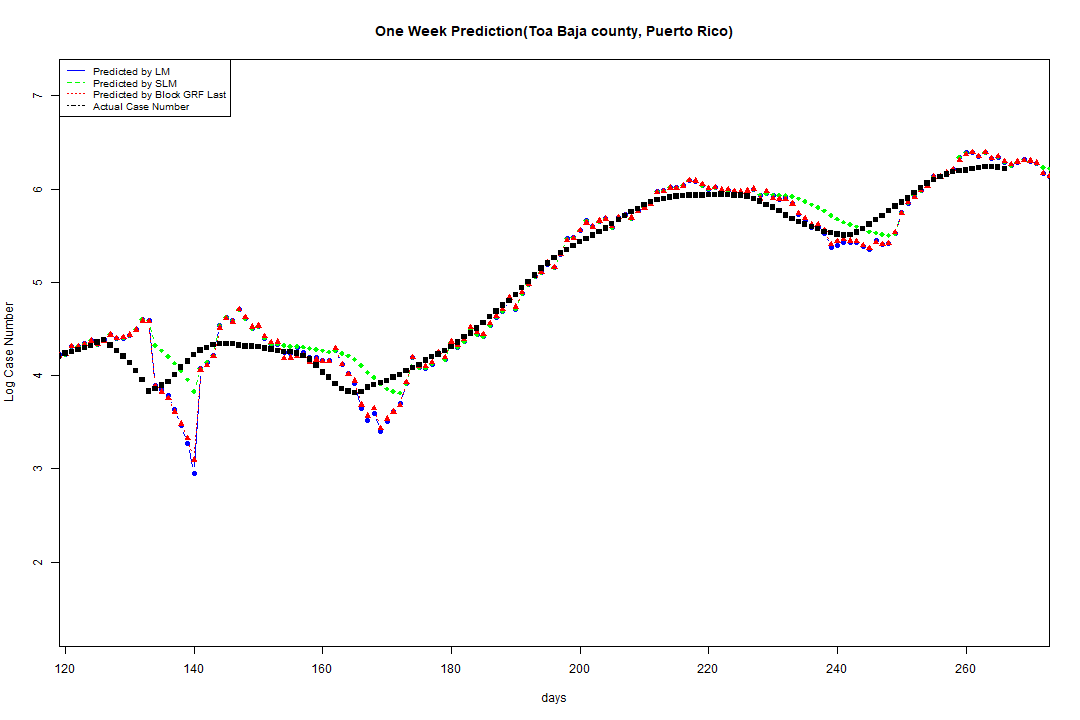 One Week Prediction(Toa Baja county, Puerto Rico)
Predicted by LM
Predicted by SLM
Predicted by Block GRF Last
Actual Case Number
7
6
5
4
3
2
Log Case Number
120 140 160 180 200 220 240 260
days